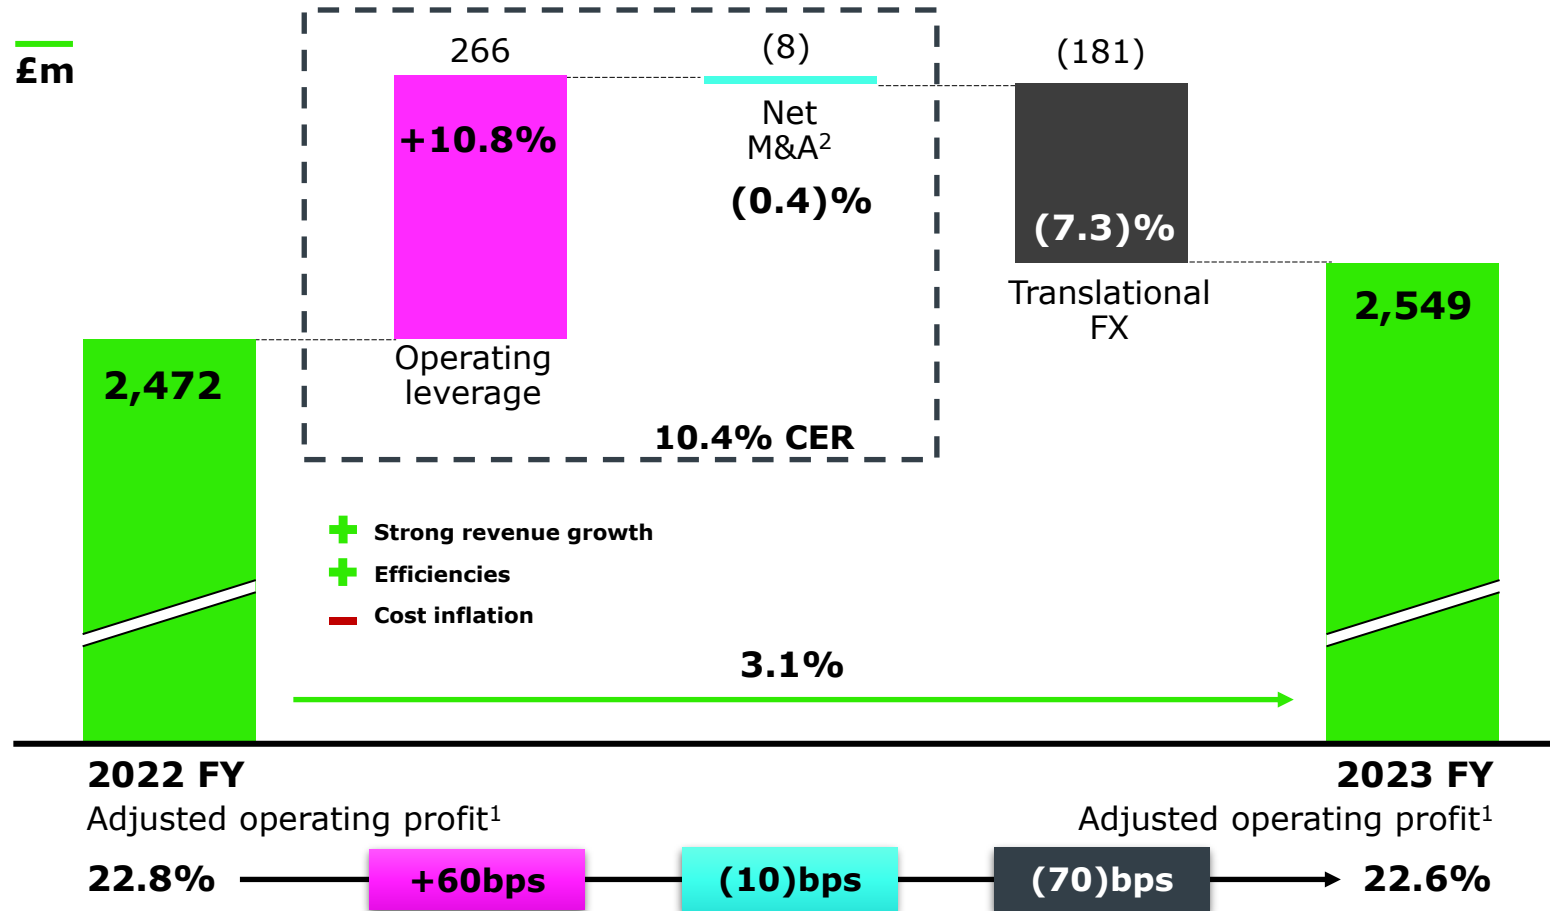 £m
266
(8)
(181)
+10.8%
Net
M&A²
(0.4)%
(7.3)%
Translational
FX
2,472
Operating
leverage
10.4% CER
2,549
Strong revenue growth
Efficiencies
Cost inflation
3.1%
2022 FY
Adjusted operating profit¹
2023 FY
Adjusted operating profit¹
22.8%
+60bps
(10)bps
(70)bps
22.6%